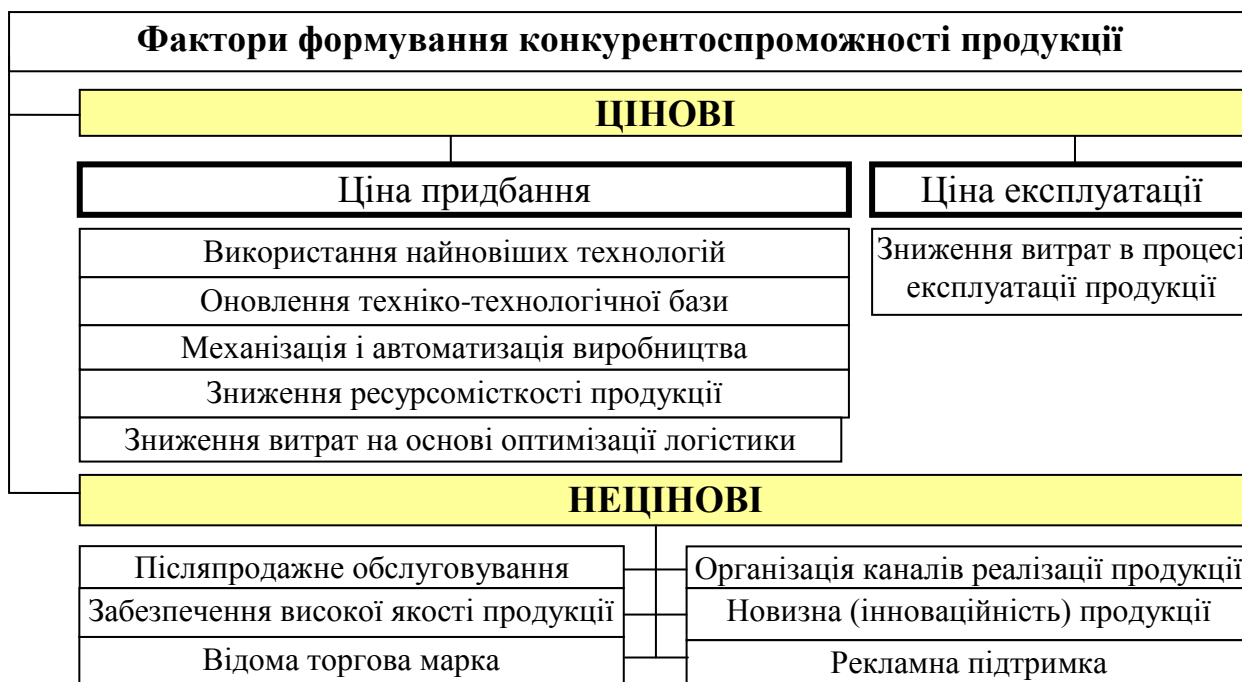 Фактори формування конкурентоспроможності продукції
ЦІНОВІ
Ціна придбання
Використання найновіших технологій
Оновлення техніко-технологічної бази
Механізація і автоматизація виробництва
Зниження ресурсомісткості продукції
Зниження витрат на основі оптимізації логістики
Ціна експлуатації
Зниження витрат в процесі
експлуатації продукції
НЕЦІНОВІ
Післяпродажне обслуговування
Забезпечення високої якості продукції
Відома торгова марка
Організація каналів реалізації продукції
Новизна (інноваційність) продукції
Рекламна підтримка